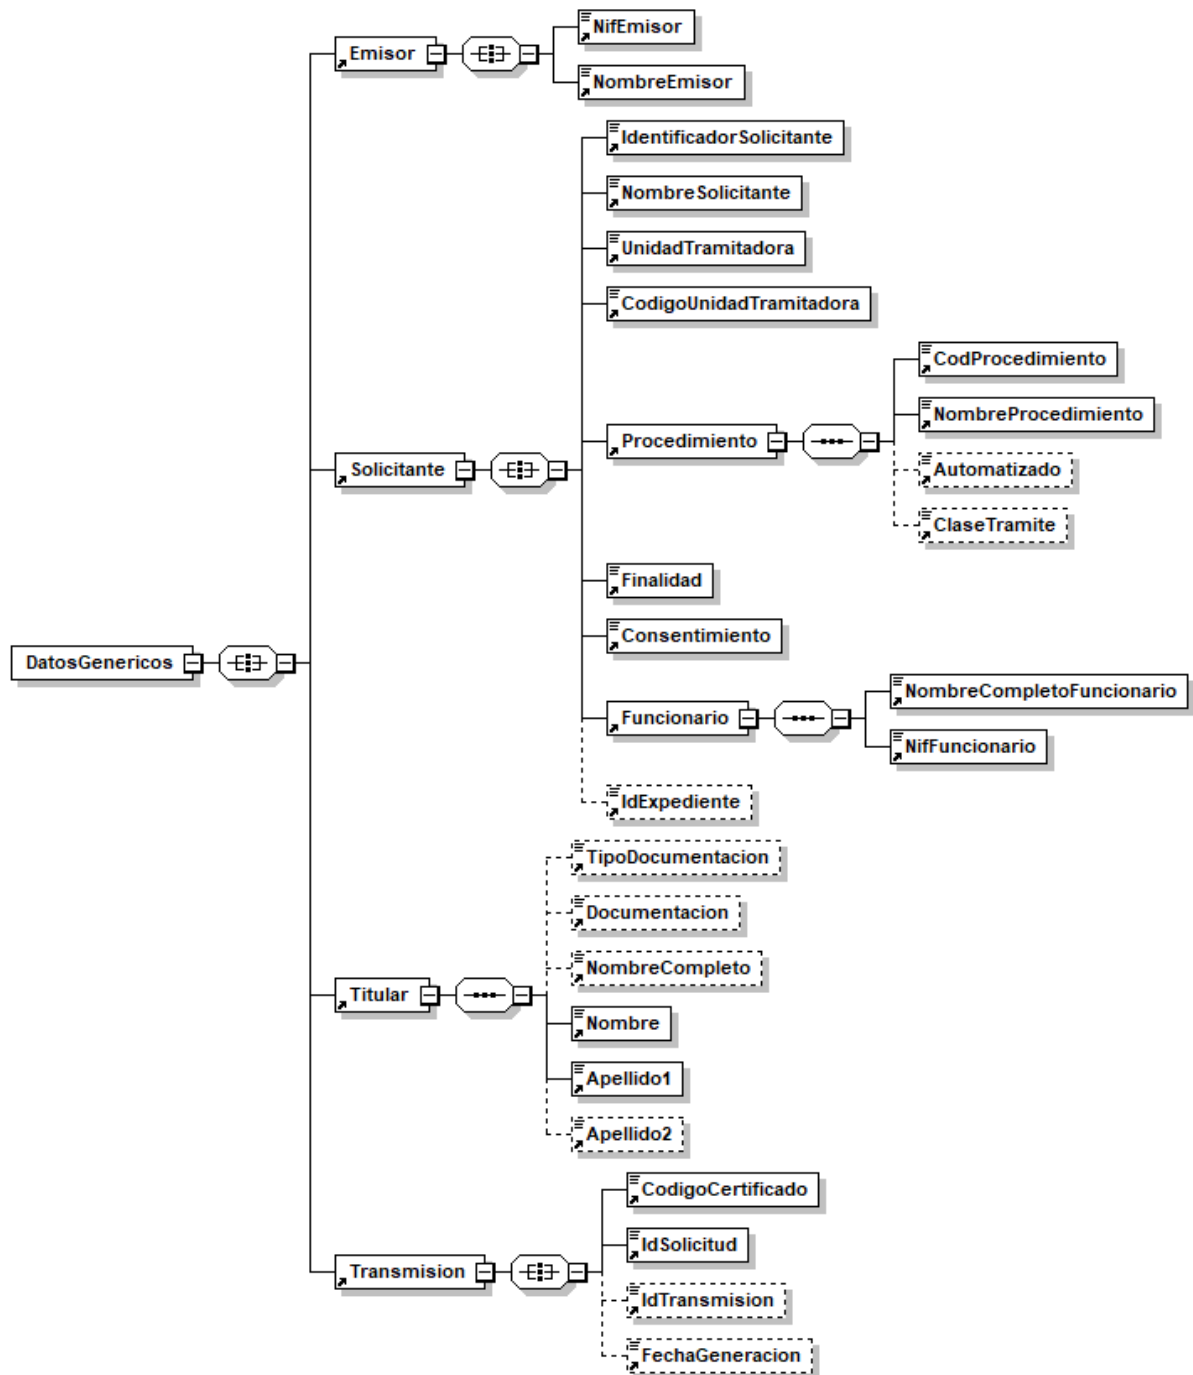 DatosGenericos
Emisor
NifEmisor
NombreEmisor
Solicitante
IdentificadorSolicitante
NombreSolicitante
UnidadTramitadora
CodigoUnidadTramitadora
Procedimiento
CodProcedimiento
NombreProcedimiento
Automatizado
ClaseTramite
Finalidad
Consentimiento
Funcionario
NombreCompletoFuncionario
NifFuncionario
IdExpediente
Titular
TipoDocumentacion
Documentacion
NombreCompleto
Nombre
Apellido1
Apellido2
Transmision
CodigoCertificado
IdSolicitud
IdTransmision
FechaGeneracion